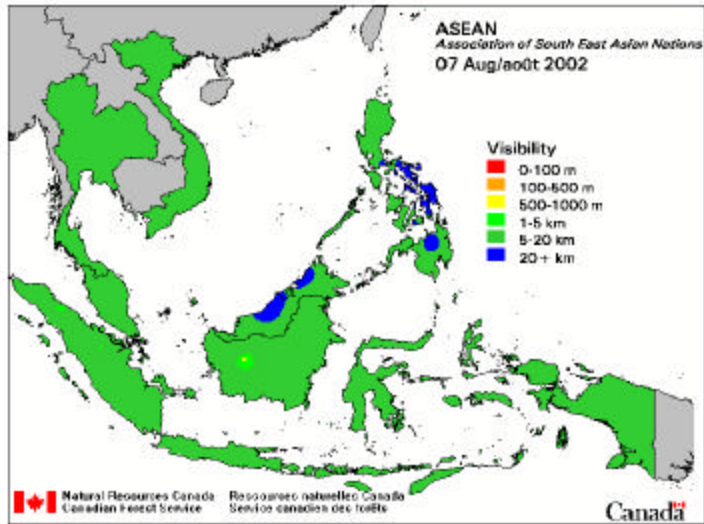 ASEAN
Association of South East Asian Nations
07 Aug/août 2002
Visibility
0-100 m
100-500 m
500-1000 m
1-5 km
5-20 km
20+ km
Natural Resources Canada
Canadian Forest Service
Ressources naturelles Canada
Service canadien des forêts
Canada